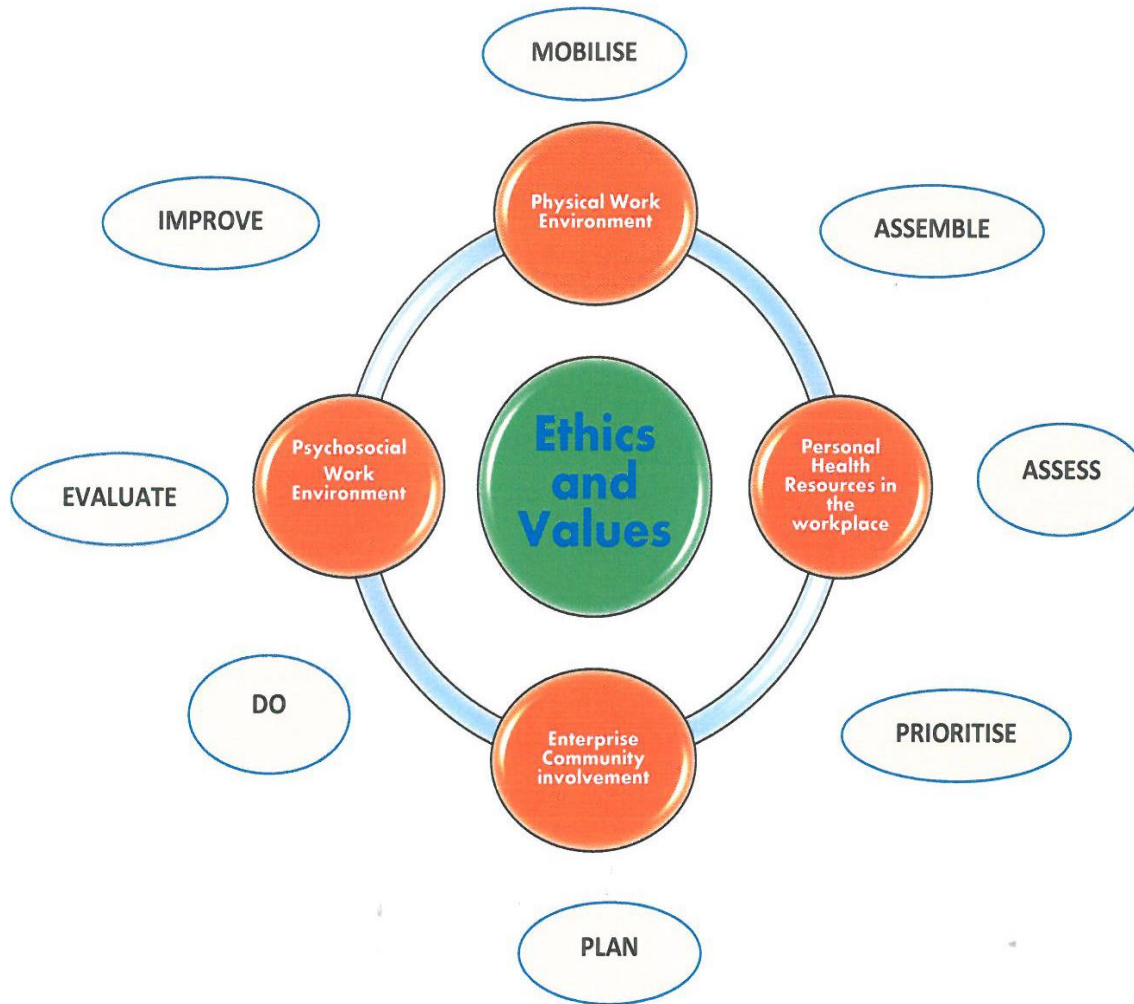 MOBILISE
Physical Work
Environment
IMPROVE
ASSEMBLE
Ethics
and
Values
Psychosocial
Work
Environment
Personal
Health
Resources in
the
workplace
EVALUATE
ASSESS
DO
Enterprise
Community
involvement
PRIORITISE
PLAN